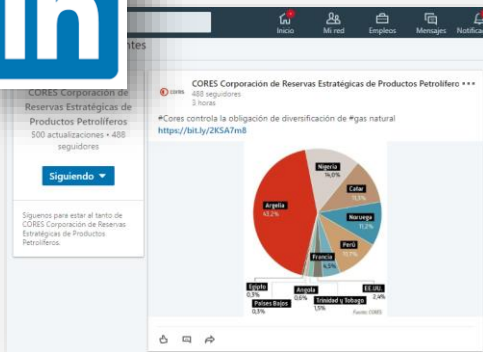 in
Inicio
Mi red
Empleos
Mensajes
Notificac
ntes
CORES Corporación de
Reservas Estratégicas de
Productos Petrolíferos
500 actualizaciones • 488
seguidores
Siguiendo
Síguenos para estar al tanto de
CORES Corporación de Reservas
Estratégicas de Productos
Petrolíferos.
cores
CORES Corporación de Reservas Estratégicas de Productos Petrolífero •••
488 seguidores
3 horas
#Cores controla la obligación de diversificación de #gas natural
https://bit.ly/2KSA7m8
Nigeria
14,0%
Catar
11,3%
Argelia
43,2%
Noruega
11,2%
Perú
Francia
4,5%
Egipto
0,3%
Países Bajos
0,3%
Angola
0,6%
Trinidad y Tobago
1,5%
EE.UU.
2,4%
Fuente: CORES